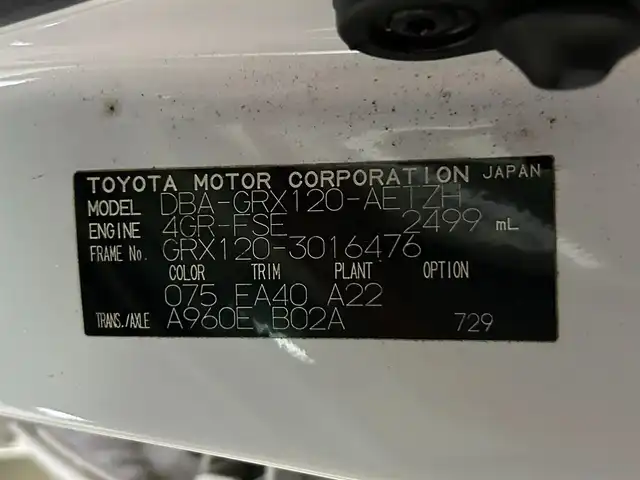 TOYOTA MOTOR CORPORATION JAPAN
MODEL DBA-GRX120-AETZH
ENGINE 4GR-FSE 2499 mL
FRAME No. GRX120-3016476
COLOR TRIM PLANT OPTION
075 EA40 A22
TRANS./AXLE A960E B02A 729